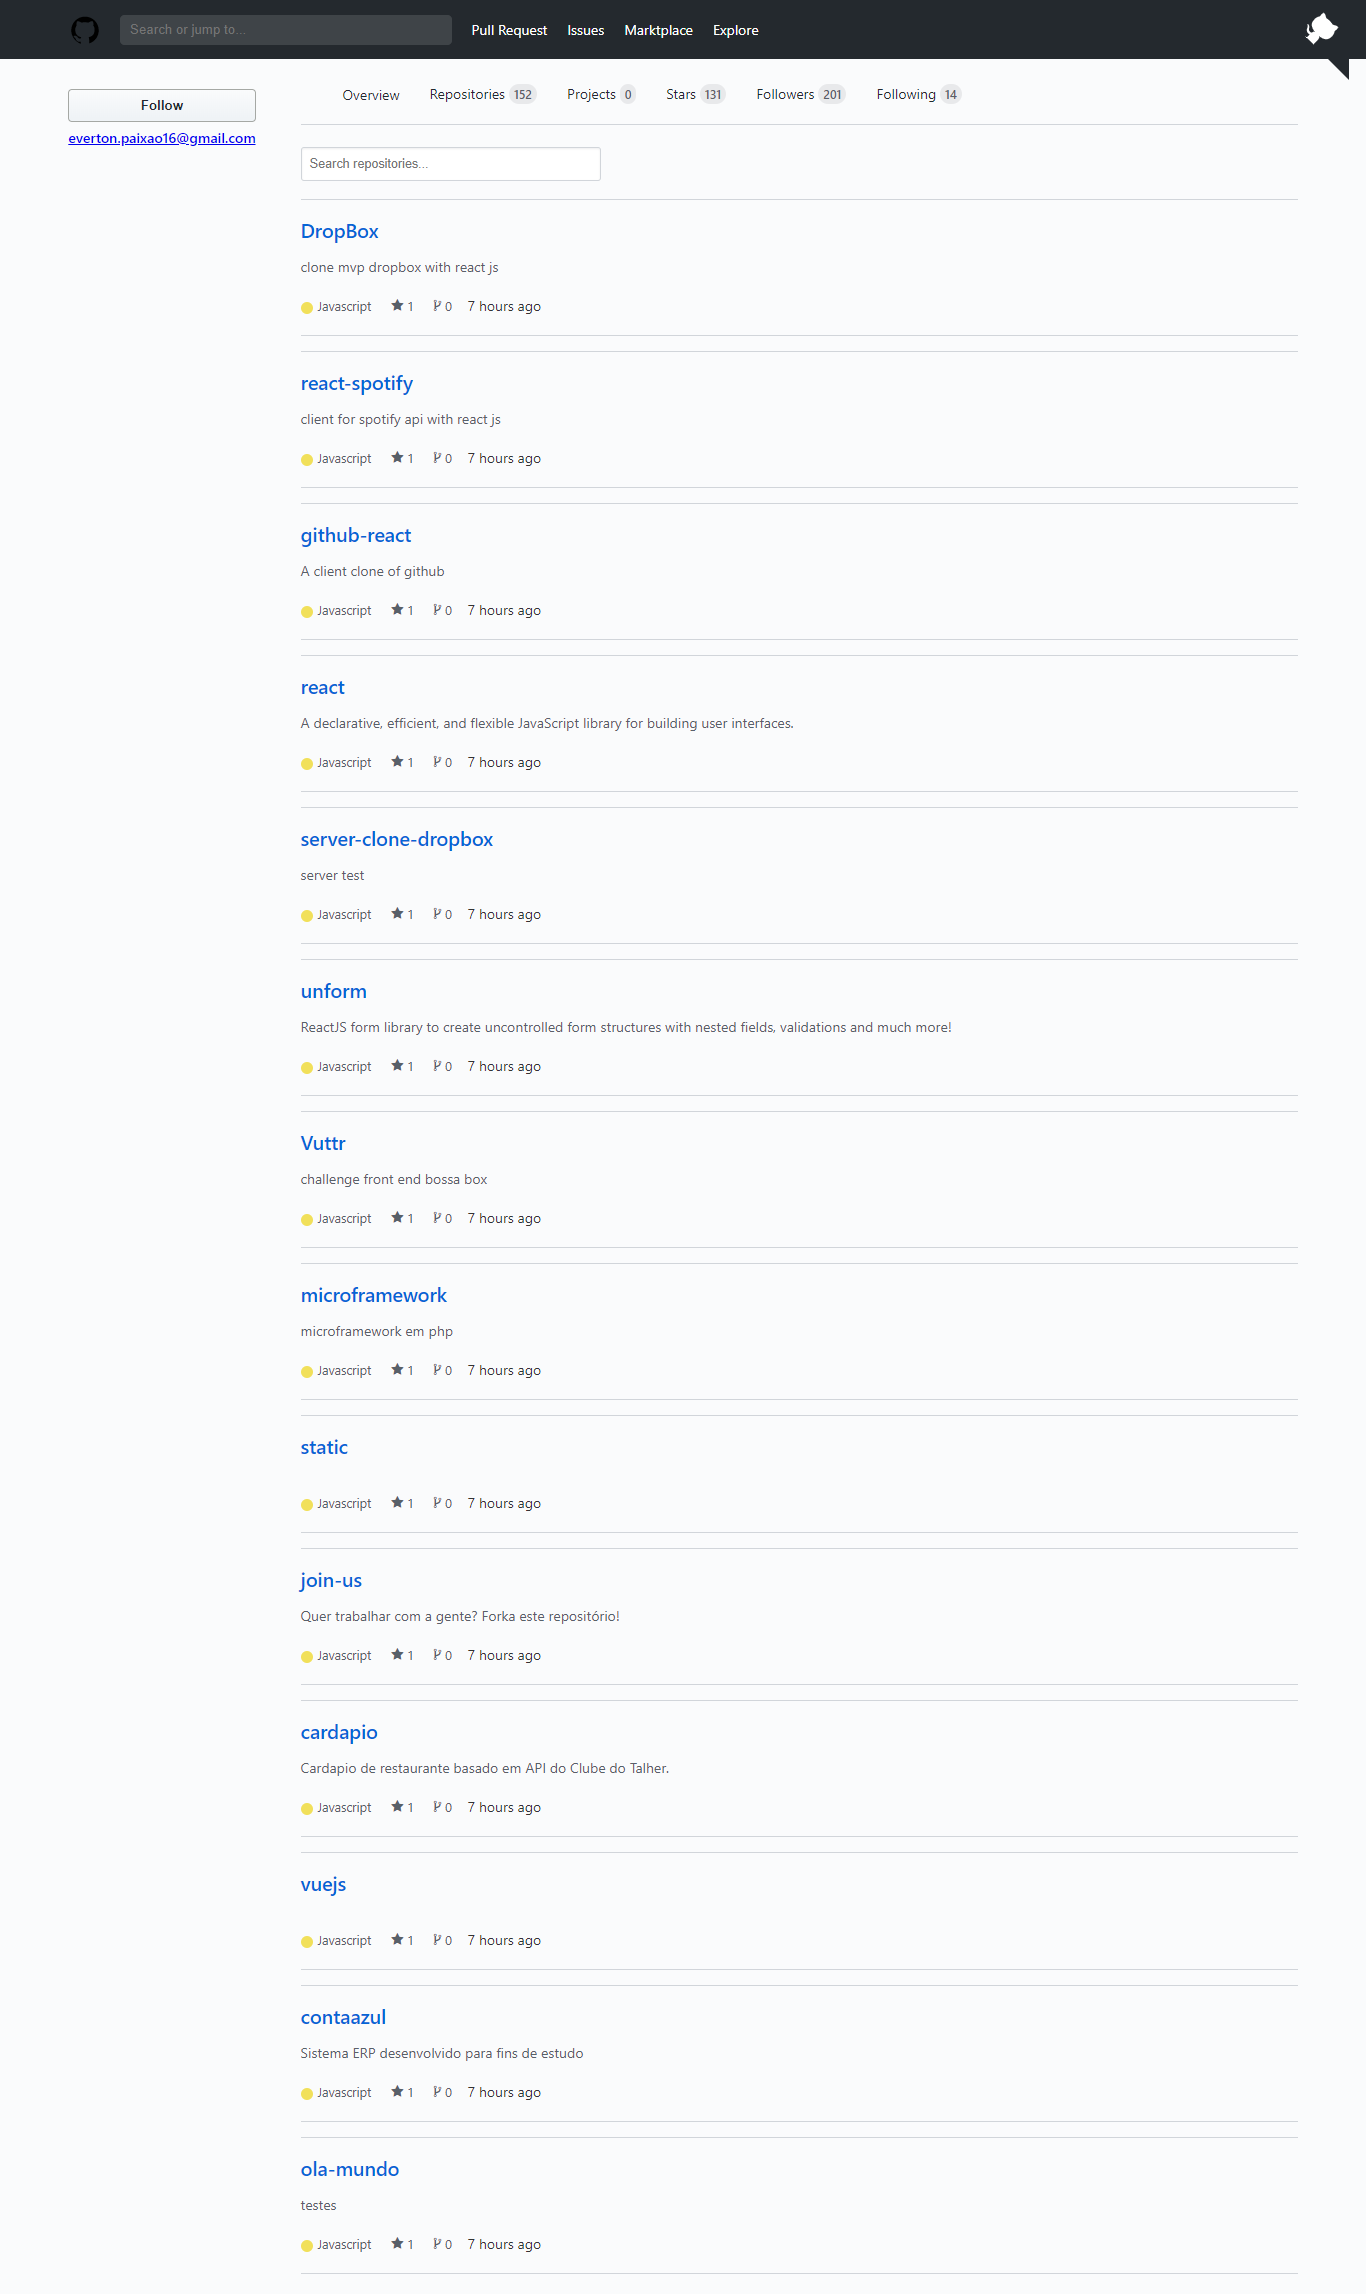 Search or jump to... Pull Request Issues Marktplace Explore
Follow
everton.paixao16@gmail.com
Overview Repositories 152 Projects 0 Stars 131 Followers 201 Following 14
Search repositories...
DropBox
clone mvp dropbox with react js
Javascript 1 0 7 hours ago
react-spotify
client for spotify api with react js
Javascript 1 0 7 hours ago
github-react
A client clone of github
Javascript 1 0 7 hours ago
react
A declarative, efficient, and flexible JavaScript library for building user interfaces.
Javascript 1 0 7 hours ago
server-clone-dropbox
server test
Javascript 1 0 7 hours ago
unform
ReactJS form library to create uncontrolled form structures with nested fields, validations and much more!
Javascript 1 0 7 hours ago
Vuttr
challenge front end bossa box
Javascript 1 0 7 hours ago
microframework
microframework em php
Javascript 1 0 7 hours ago
static
Javascript 1 0 7 hours ago
join-us
Quer trabalhar com a gente? Forka este repositório!
Javascript 1 0 7 hours ago
cardapio
Cardapio de restaurante basado em API do Clube do Talher.
Javascript 1 0 7 hours ago
vuejs
Javascript 1 0 7 hours ago
contaazul
Sistema ERP desenvolvido para fins de estudo
Javascript 1 0 7 hours ago
ola-mundo
testes
Javascript 1 0 7 hours ago